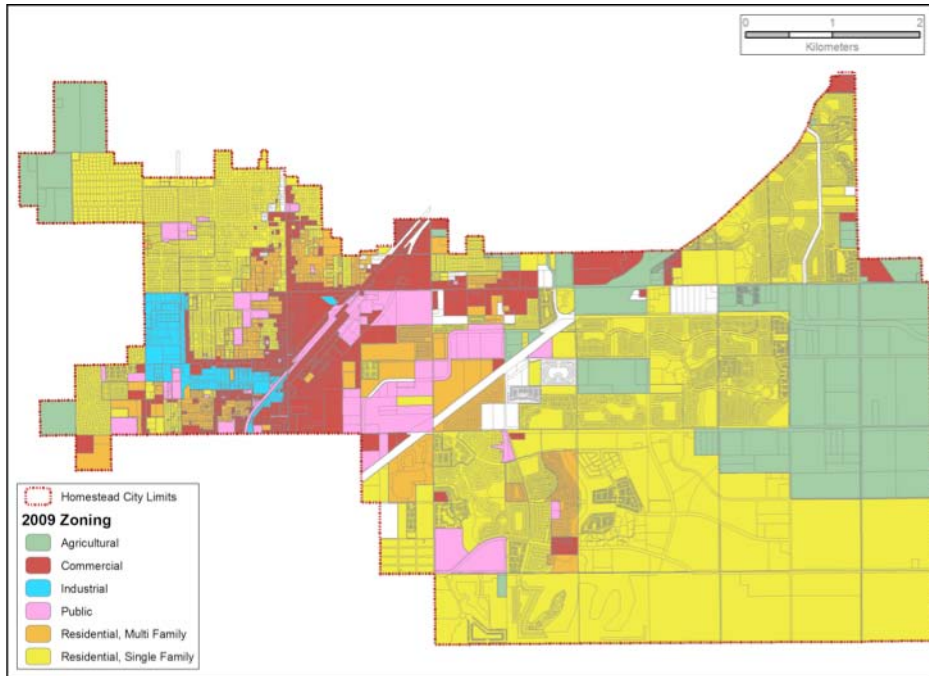 0 1 2
Kilometers
Homestead City Limits
2009 Zoning
Agricultural
Commercial
Industrial
Public
Residential, Multi Family
Residential, Single Family